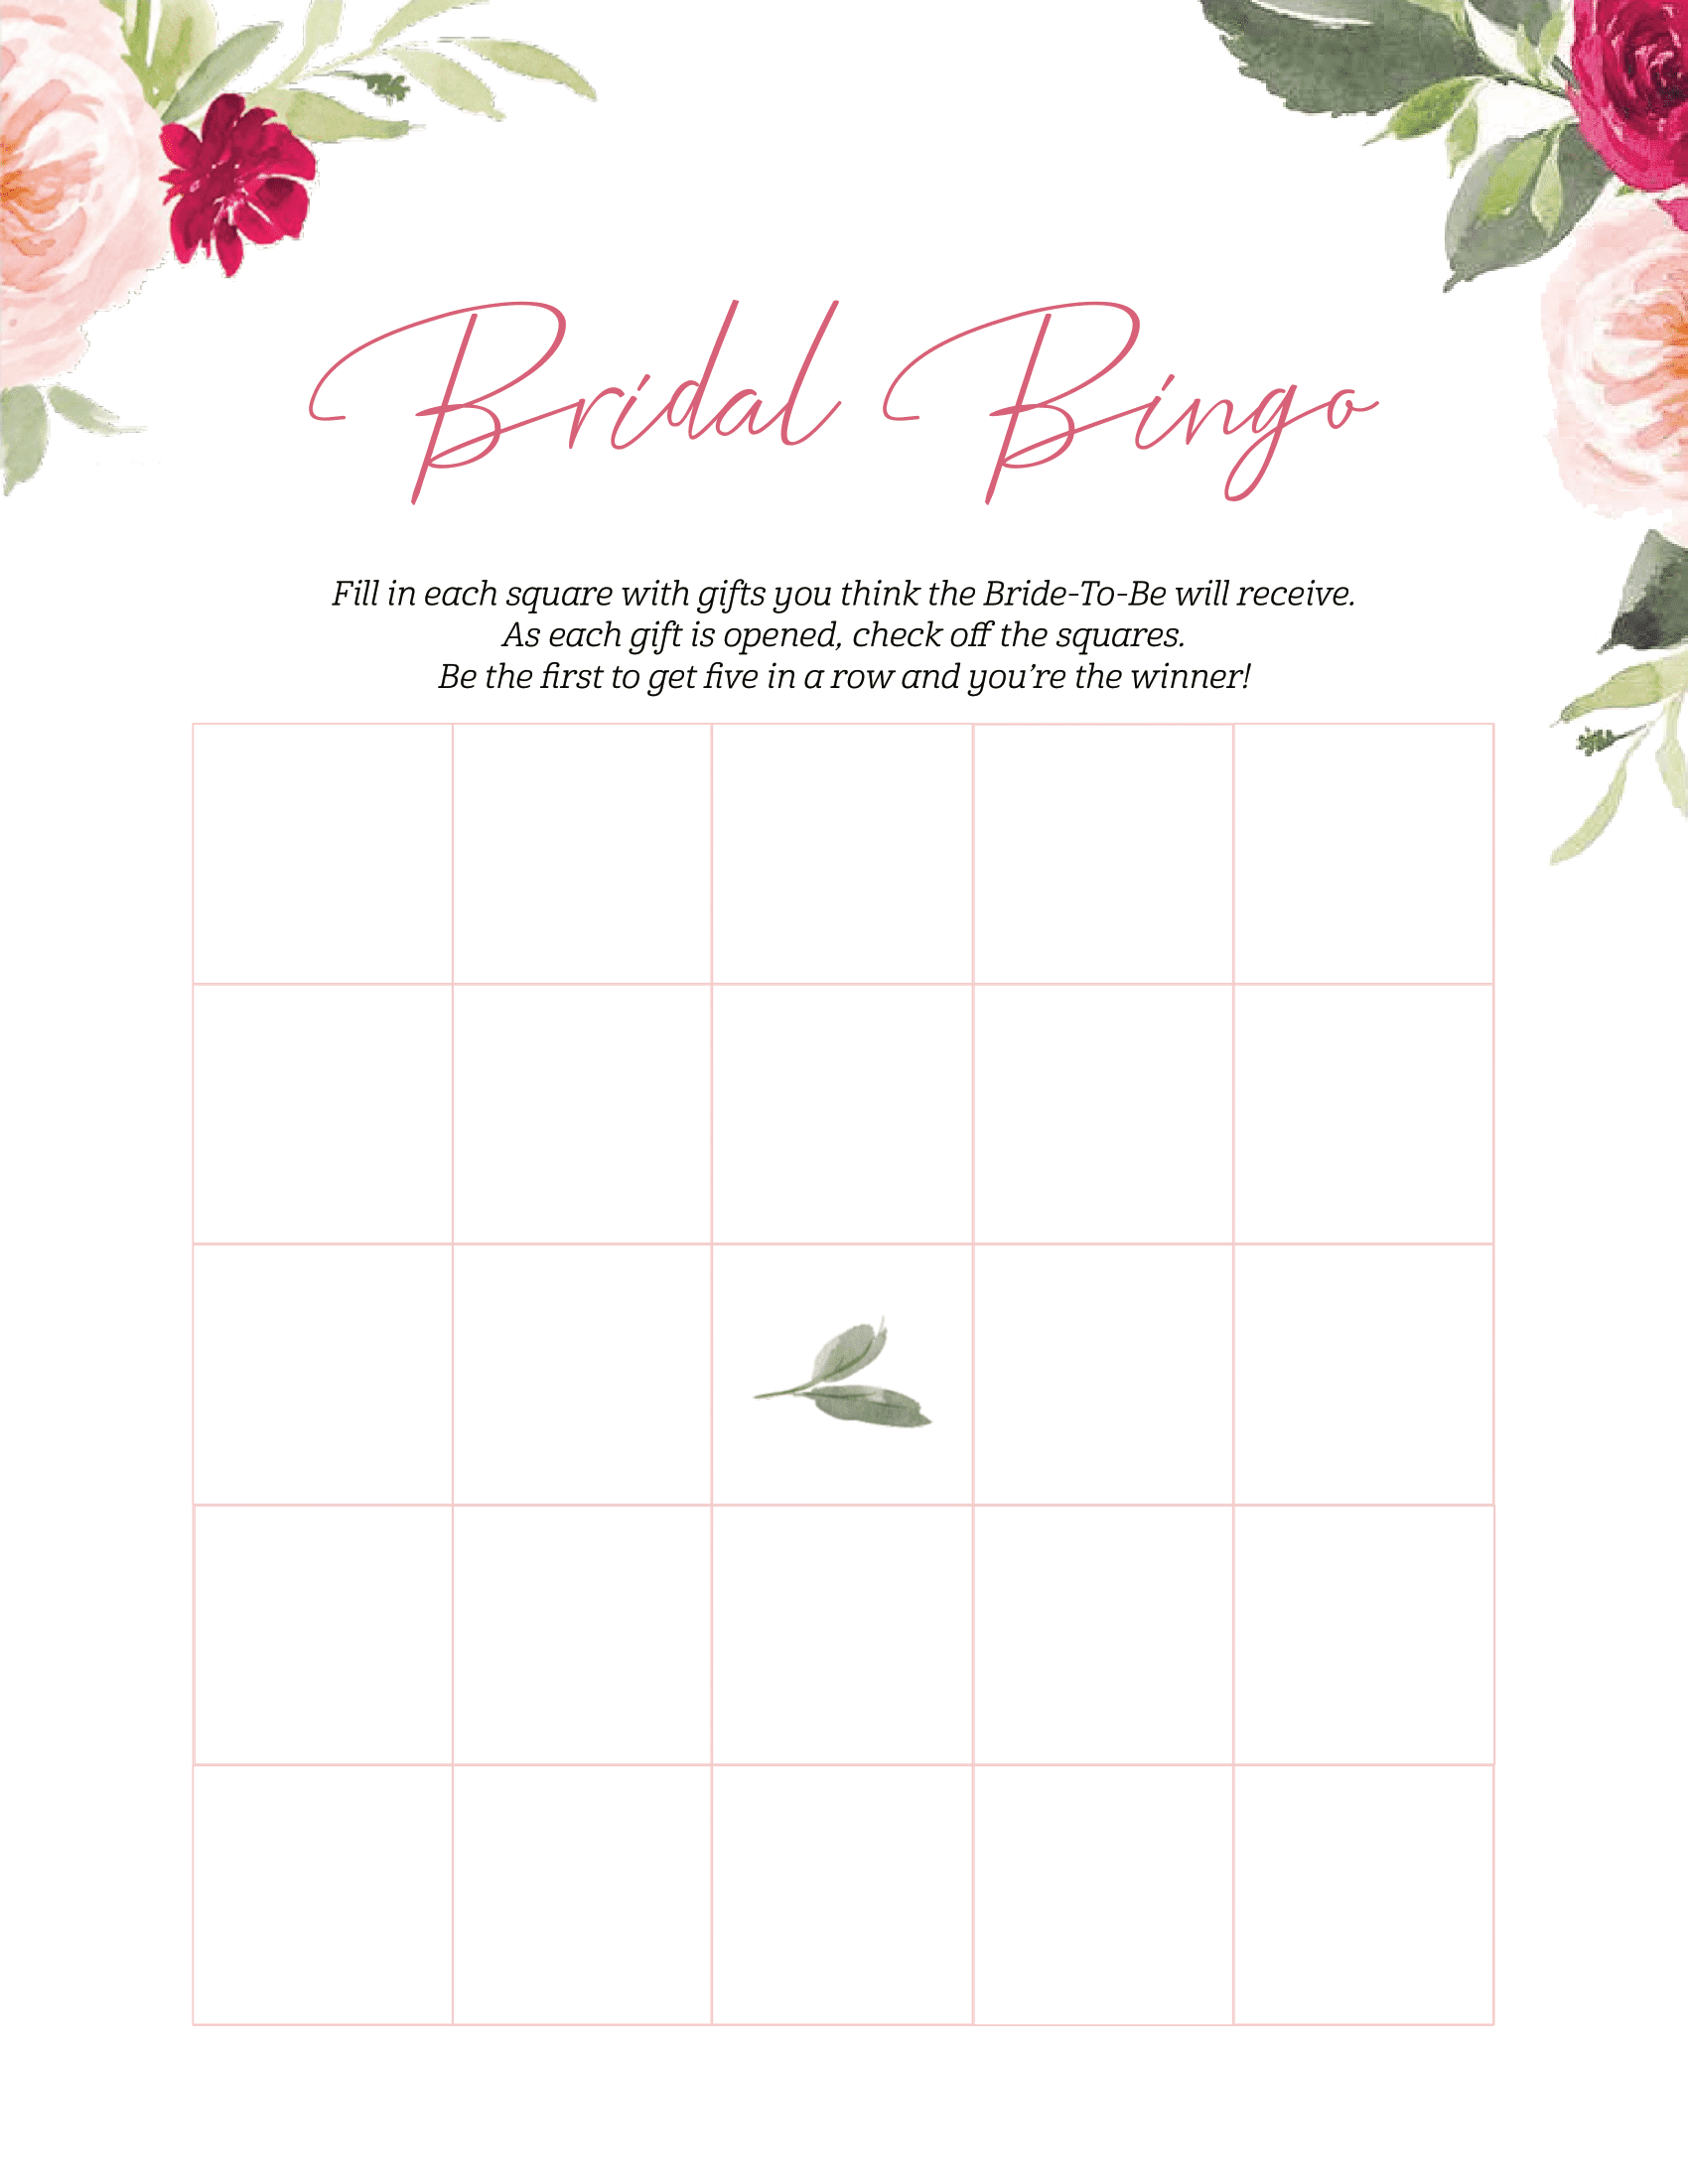 Bridal Bingo
Fill in each square with gifts you think the Bride-To-Be will receive.
As each gift is opened, check off the squares.
Be the first to get five in a row and you’re the winner!